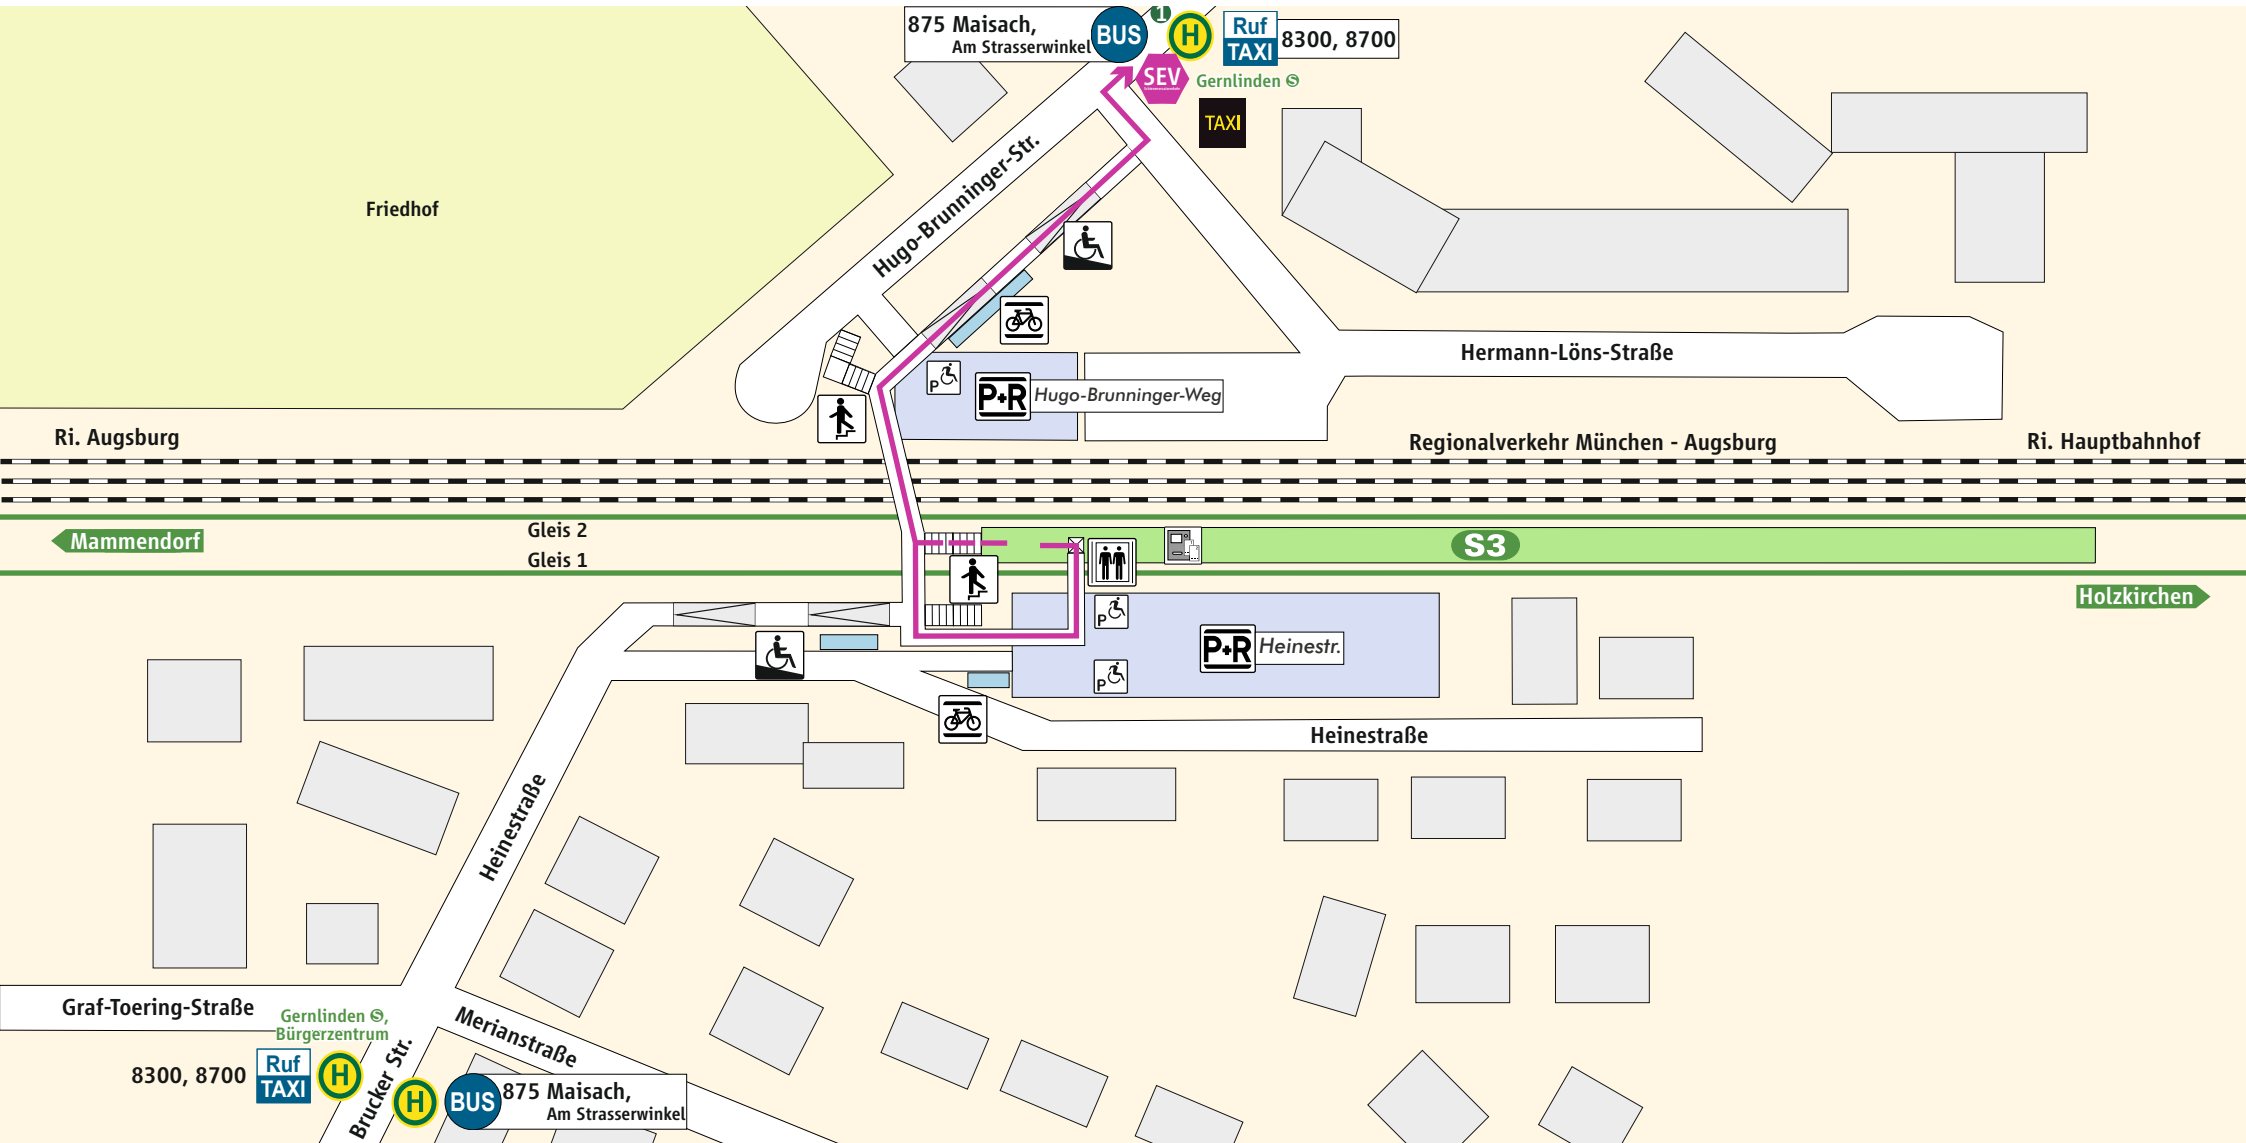 875 Maisach,
Am Strasserwinkel
BUS
1
H
Ruf
TAXI
8300, 8700
SEV
Gernlinden S
TAXI
Friedhof
Hugo-Brunninger-Str.
P
P+R
Hugo-Brunninger-Weg
Hermann-Löns-Straße
Ri. Augsburg
Regionalverkehr München - Augsburg
Ri. Hauptbahnhof
Gleis 2
Mammendorf
Gleis 1
S3
Holzkirchen
P
P+R
Heinestr.
P
Heinestraße
Heinestraße
Graf-Toering-Straße
Gernlinden S,
Bürgerzentrum
Merianstraße
8300, 8700
Ruf
TAXI
H
Brucker Str.
H
BUS
875 Maisach,
Am Strasserwinkel